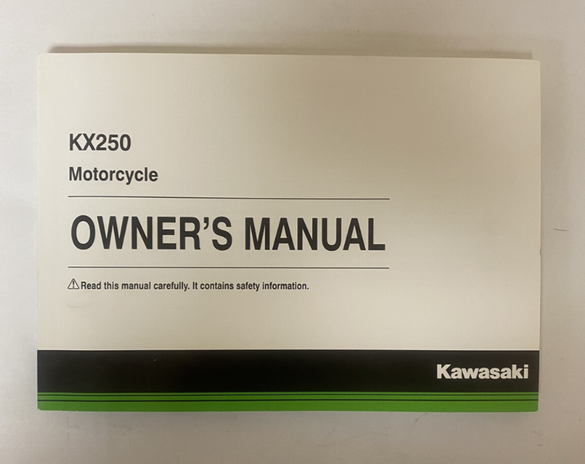 KX250
Motorcycle
OWNER'S MANUAL
⚠Read this manual carefully. It contains safety information.
Kawasaki